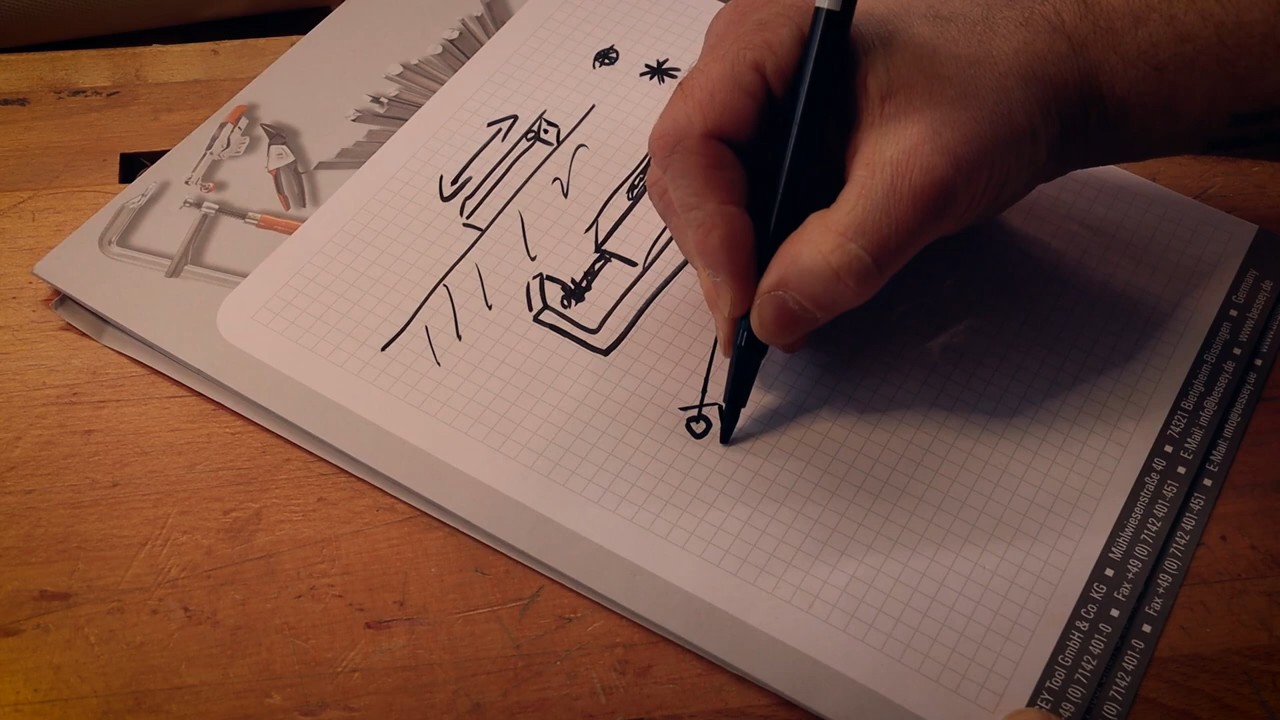 EY Tool GmbH & Co. KG ■ Mühlwiesenstraße 40 ■ 74321 Bietigheim-Bissingen ■ Germany
49 (0) 7142 401-0 ■ Fax +49 (0) 7142 401-451 ■ E-Mail: info@bessey.de ■ www.bessey.de
(0) 7142 401-0 ■ Fax +49 (0) 7142 401-451 ■ E-Mail: info@bessey.de ■